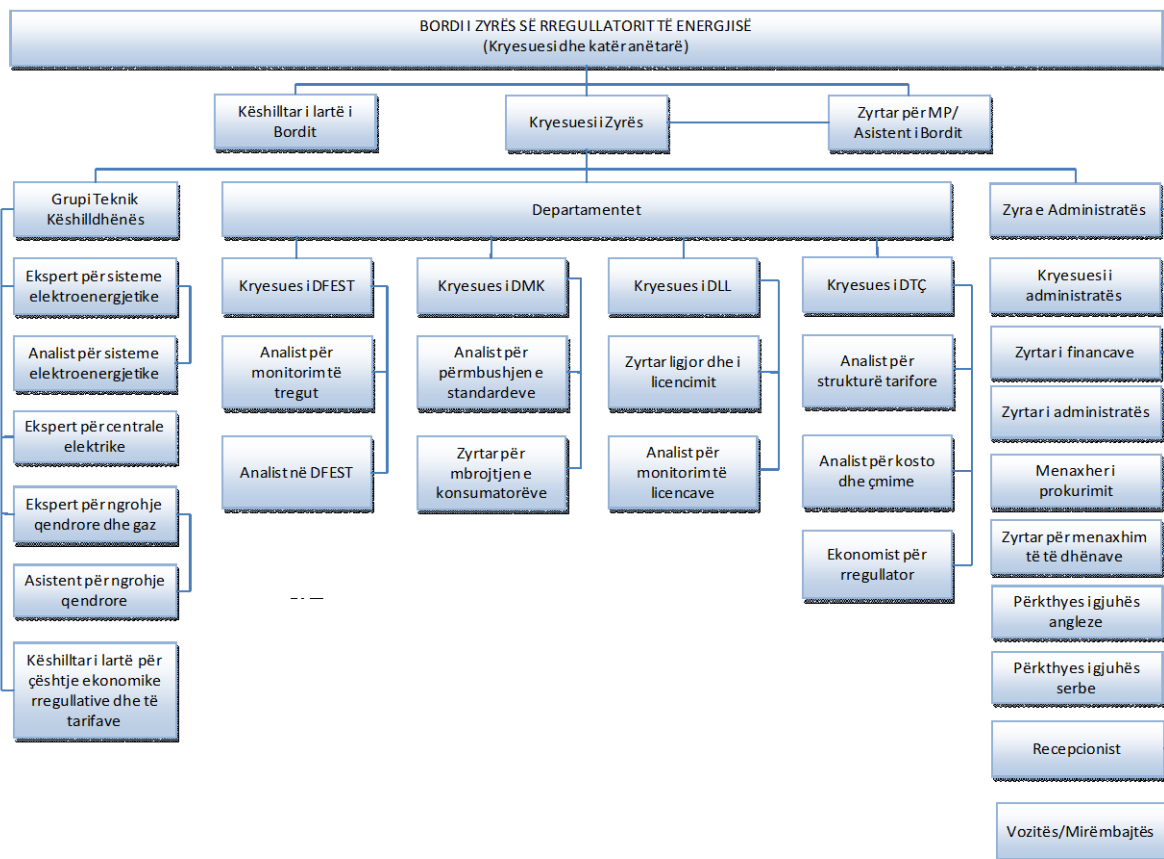 BORDI I ZYRËS SË RREGULLATORIT TË ENERGJISË
(Kryesuesi dhe katër anëtarë)
Këshilltar i lartë i
Bordit
Kryesuesi i Zyrës
Zyrtar për MP/
Asistent i Bordit
Grupi Teknik
Këshilldhënës
Departamentet
Zyra e Administratës
Ekspert për sisteme
elektroenergjetike
Analist për sisteme
elektroenergjetike
Ekspert për centrale
elektrike
Ekspert për ngrohje
qendrore dhe gaz
Asistent për ngrohje
qendrore
Këshilltar i lartë për
çështje ekonomike
rregullative dhe të
tarifave
Kryesues i DFEST
Analist për
monitorim të
tregut
Analist në DFEST
Kryesues i DMK
Analist për
përmbushjen e
standardeve
Zyrtar për
mbrojtjen e
konsumatorëve
Kryesues i DLL
Zyrtar ligjor dhe i
licencimit
Analist për
monitorim të
licencave
Kryesues i DTÇ
Analist për
strukturë tarifore
Analist për kosto
dhe çmime
Ekonomist për
rregullator
Kryesuesi i
administratës
Zyrtar i financave
Zyrtar i administratës
Menaxher i
prokurimit
Zyrtar për menaxhim
të të dhënave
Përkthyes i gjuhës
angleze
Përkthyes i gjuhës
serbe
Recepcionist
Vozitës/Mirëmbajtës